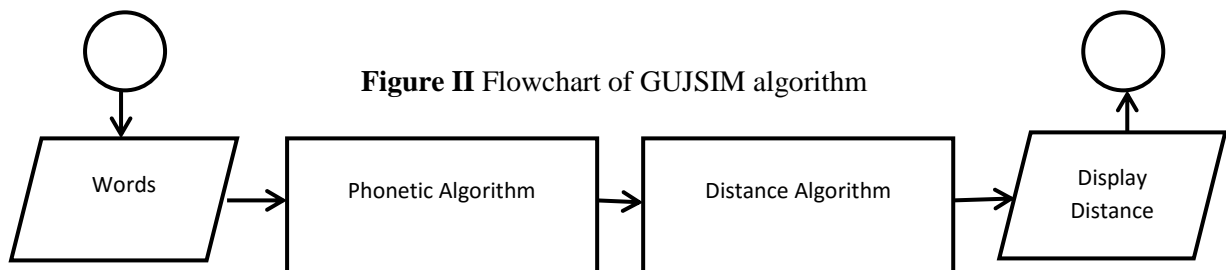 Figure II Flowchart of GUJSIM algorithm
Words
Phonetic Algorithm
Distance Algorithm
Display
Distance